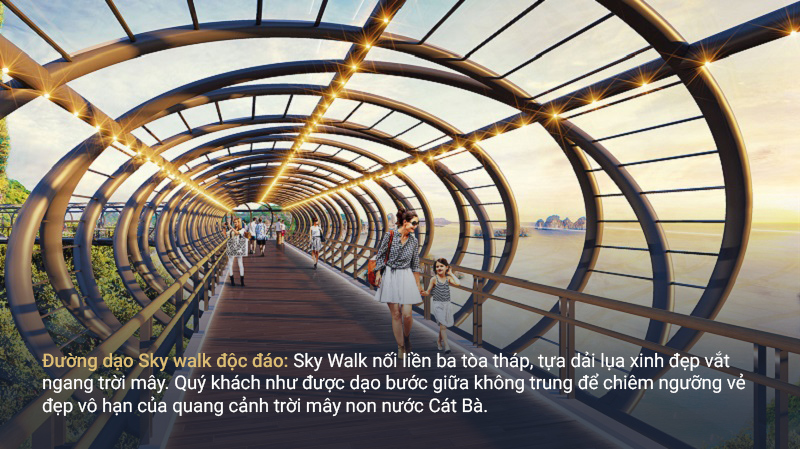 Đường dạo Sky walk độc đáo: Sky Walk nối liền ba tòa tháp, tựa dải lụa xinh đẹp vắt
ngang trời mây. Quý khách như được dạo bước giữa không trung để chiêm ngưỡng vẻ
đẹp vô hạn của quang cảnh trời mây non nước Cát Bà.